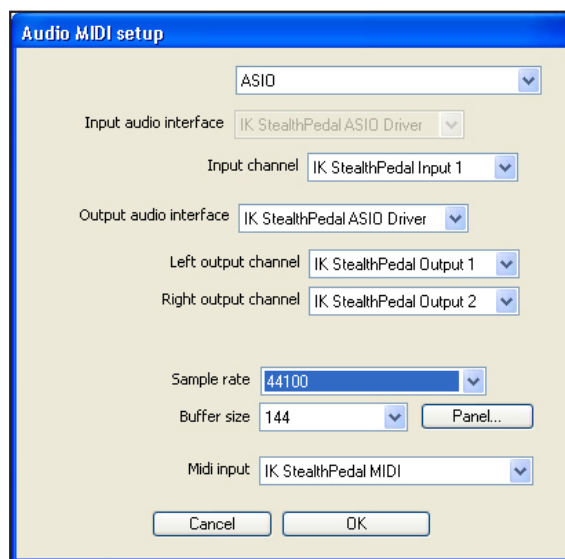 Audio MIDI setup
ASIO
Input audio interface IK StealthPedal ASIO Driver
Input channel IK StealthPedal Input 1
Output audio interface IK StealthPedal ASIO Driver
Left output channel IK StealthPedal Output 1
Right output channel IK StealthPedal Output 2
Sample rate 44100
Buffer size 144 Panel...
Midi input IK StealthPedal MIDI
Cancel OK